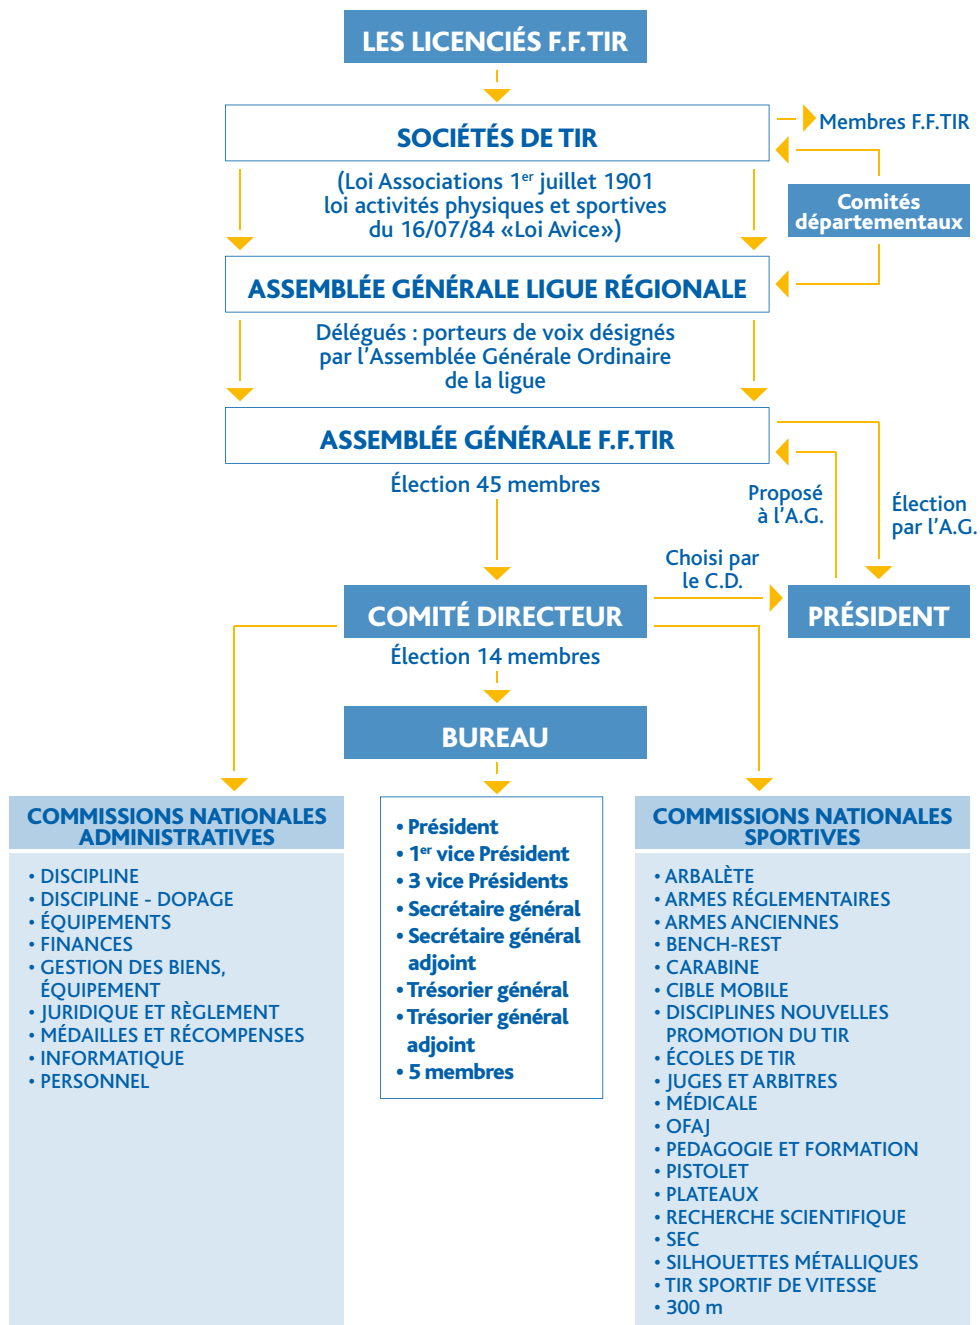 LES LICENCIÉS F.F.TIR
SOCIÉTÉS DE TIR
Membres F.F.TIR
(Loi Associations 1er juillet 1901
loi activités physiques et sportives
du 16/07/84 «Loi Avice»)
Comités
départementaux
ASSEMBLÉE GÉNÉRALE LIGUE RÉGIONALE
Délégués : porteurs de voix désignés
par l'Assemblée Générale Ordinaire
de la ligue
ASSEMBLÉE GÉNÉRALE F.F.TIR
Élection 45 membres
Proposé
à l'A.G.
Élection
par l'A.G.
Choisi par
le C.D.
COMITÉ DIRECTEUR
PRÉSIDENT
Élection 14 membres
BUREAU
COMMISSIONS NATIONALES
ADMINISTRATIVES
• DISCIPLINE
• DISCIPLINE - DOPAGE
• ÉQUIPEMENTS
• FINANCES
• GESTION DES BIENS,
ÉQUIPEMENT
• JURIDIQUE ET RÈGLEMENT
• MÉDAILLES ET RÉCOMPENSES
• INFORMATIQUE
• PERSONNEL
• Président
• 1er vice Président
• 3 vice Présidents
• Secrétaire général
• Secrétaire général
adjoint
• Trésorier général
• Trésorier général
adjoint
• 5 membres
COMMISSIONS NATIONALES
SPORTIVES
• ARBALÈTE
• ARMES RÉGLEMENTAIRES
• ARMES ANCIENNES
• BENCH-REST
• CARABINE
• CIBLE MOBILE
• DISCIPLINES NOUVELLES
PROMOTION DU TIR
• ÉCOLES DE TIR
• JUGES ET ARBITRES
• MÉDICALE
• OFAJ
• PEDAGOGIE ET FORMATION
• PISTOLET
• PLATEAUX
• RECHERCHE SCIENTIFIQUE
• SEC
• SILHOUETTES MÉTALLIQUES
• TIR SPORTIF DE VITESSE
• 300 m